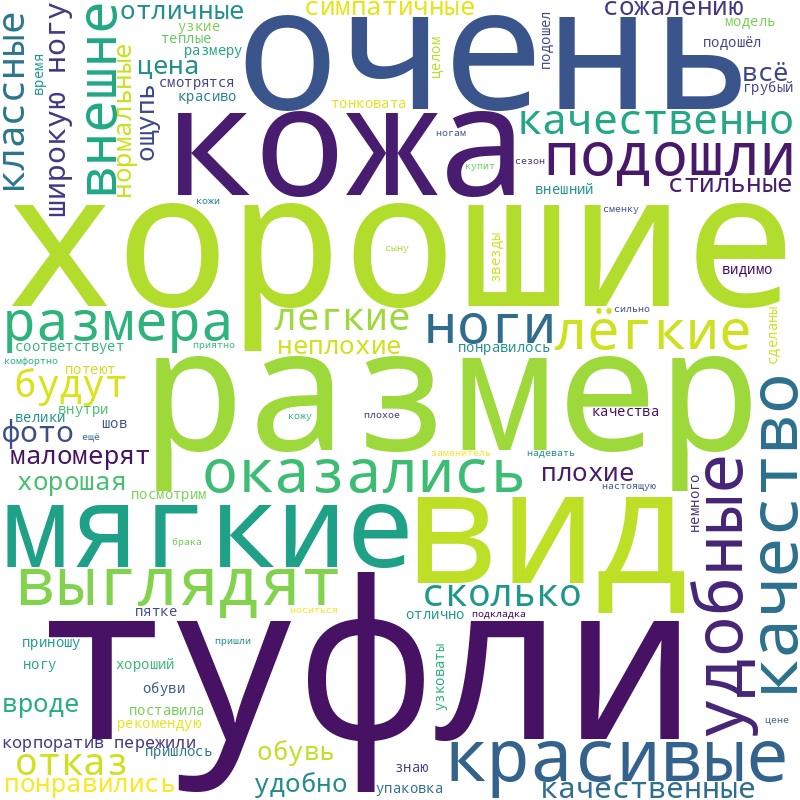 классные
время
широкую ногу
внешне
отличные
узкие
теплые
размеру
нормальные
цена
ощупь
смотрятся
красиво
симпатичные
очень
тонковата
целом
подошел
сожалению
модель
подошёл
всё
грубый
кожа
ногам
купит
сезон
качественно
подошли
внешний
стильные
кожи
сменку
хорошие
сыну
звезды
видимо
размера
легкие
ноги
сильно
лёгкие
сделаны
соответствует
приятно
неплохие
понравилось
комфортно
потеют
размер
будут
внутри
велики
шов
фото
ещё
кожу
плохое
качества
качество
маломерят
хорошая
оказались
заменитель
надевать
плохие
настоящую
посмотрим
немного
удобные
мягкие
вид
брака
выглядят
сколько
пятке
носиться
отлично
подкладка
туфли
приношу
пришли
ногу
хороший
узковаты
обуви
вроде
поставила
рекомендую
цене
корпоратив
пережили
пришлось
отказ
обувь
знаю
красивые
понравились
удобно
упаковка
качественные